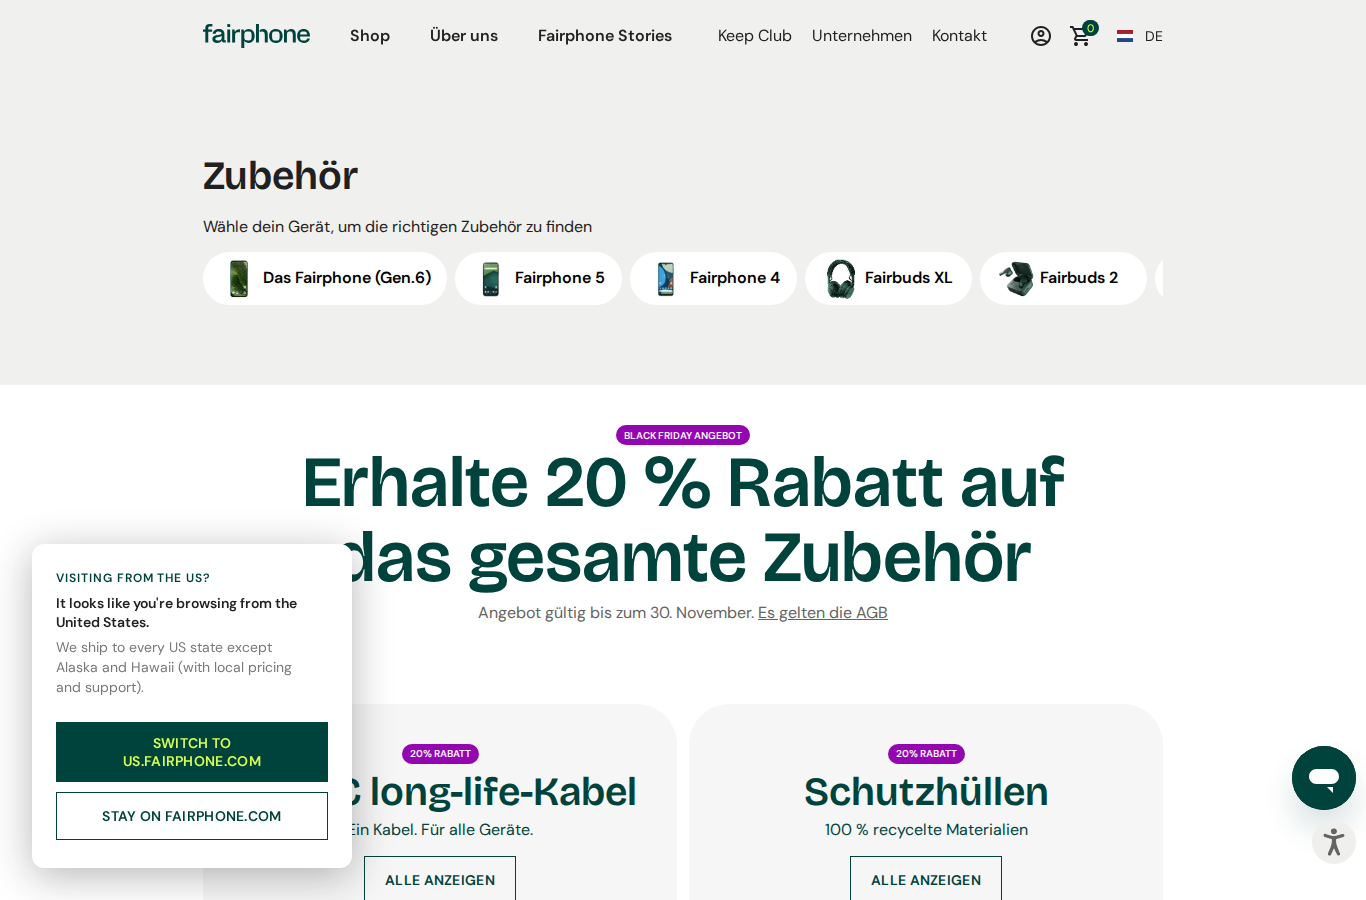 fairphone
Shop
Über uns
Fairphone Stories
Keep Club
Unternehmen
Kontakt
0
DE
Zubehör
Wähle dein Gerät, um die richtigen Zubehör zu finden
Das Fairphone (Gen.6)
Fairphone 5
Fairphone 4
Fairbuds XL
Fairbuds 2
BLACK FRIDAY ANGEBOT
Erhalte 20 % Rabatt auf
das gesamte Zubehör
Angebot gültig bis zum 30. November. Es gelten die AGB
VISITING FROM THE US?
It looks like you're browsing from the
United States.
We ship to every US state except
Alaska and Hawaii (with local pricing
and support).
SWITCH TO
US.FAIRPHONE.COM
STAY ON FAIRPHONE.COM
20% RABATT
long-life-Kabel
Ein Kabel. Für alle Geräte.
ALLE ANZEIGEN
20% RABATT
Schutzhüllen
100 % recycelte Materialien
ALLE ANZEIGEN